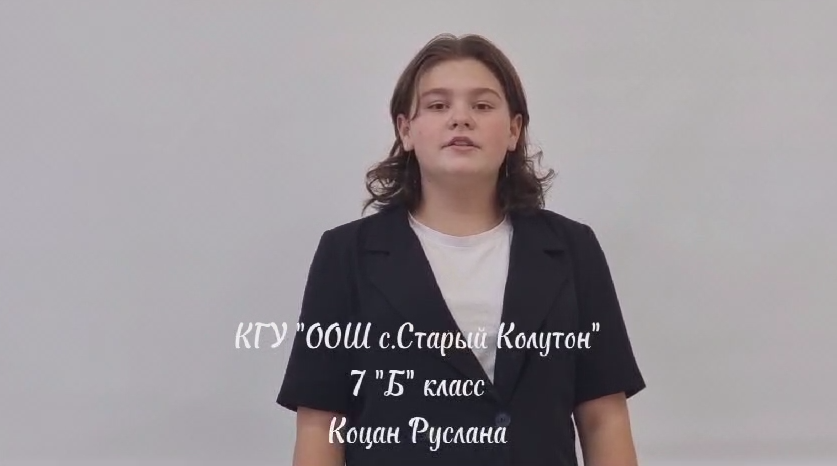 КГУ "ООШ с.Старый Колутон"
7 "Б" класс
Коцан Руслана